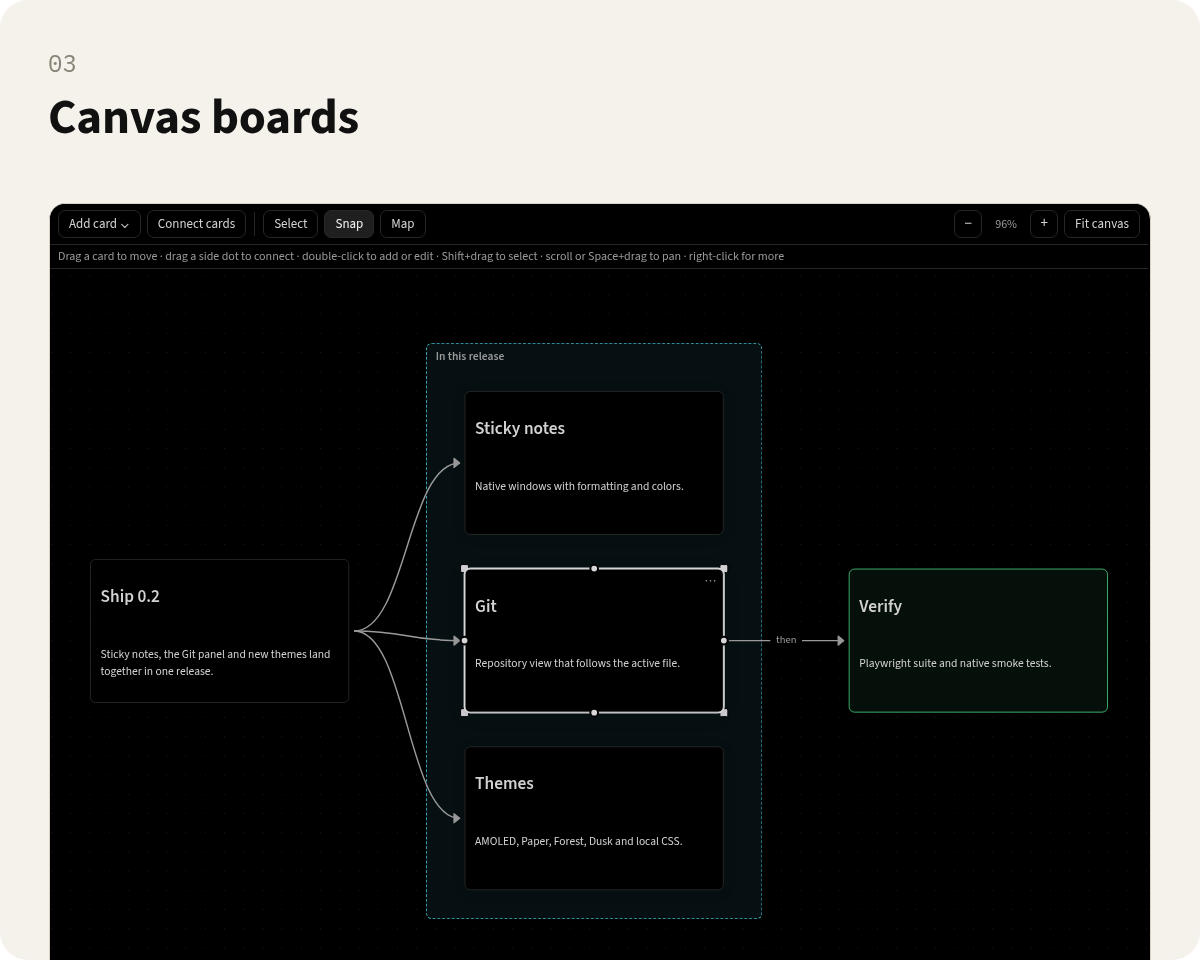 03
Canvas boards
Add card
Connect cards
Select
Snap
Map
−
96%
+
Fit canvas
Drag a card to move · drag a side dot to connect · double-click to add or edit · Shift+drag to select · scroll or Space+drag to pan · right-click for more
In this release
Sticky notes
Native windows with formatting and colors.
Ship 0.2
Sticky notes, the Git panel and new themes land
together in one release.
Git
···
Repository view that follows the active file.
then
Verify
Playwright suite and native smoke tests.
Themes
AMOLED, Paper, Forest, Dusk and local CSS.